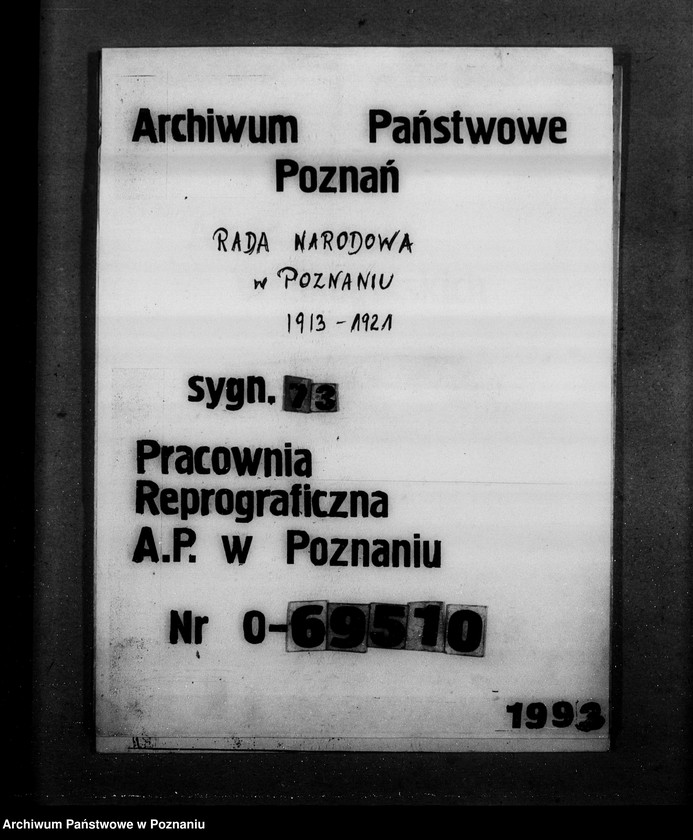 Archiwum Państwowe
Poznań
RADA NARODOWA
w POZNANIU
1913-1921
sygn. 73
Pracownia
Reprograficzna
A.P. w Poznaniu
Nr 0-69510
1993
Archiwum Państwowe w Poznaniu